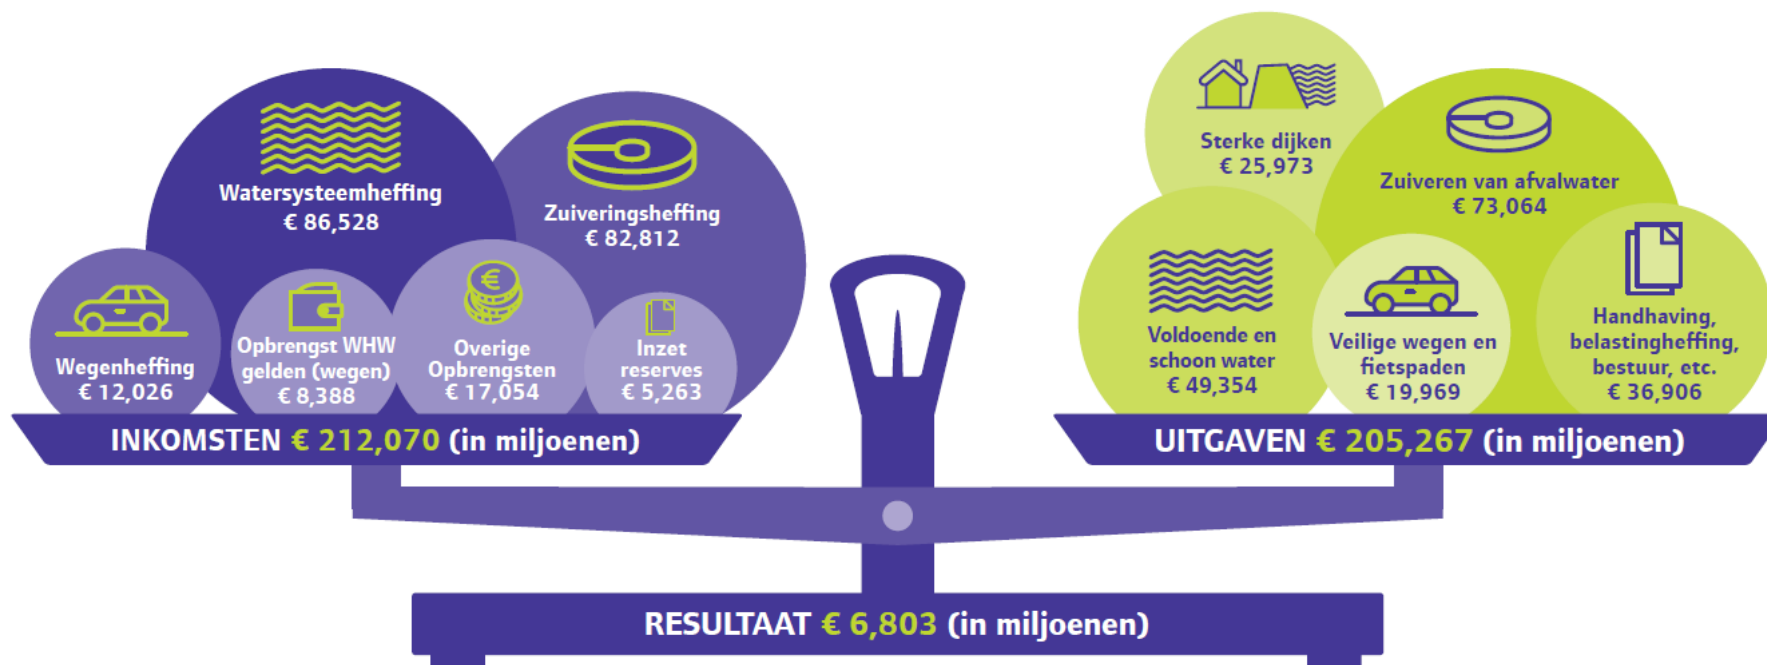 Watersysteemheffing
€ 86,528
Zuiveringsheffing
€ 82,812
Wegenheffing
€ 12,026
Opbrengst WHW
gelden (wegen)
€ 8,388
Overige
Opbrengsten
€ 17,054
Inzet
reserves
€ 5,263
INKOMSTEN € 212,070 (in miljoenen)
Sterke dijken
€ 25,973
Zuiveren van afvalwater
€ 73,064
Voldoende en
schoon water
€ 49,354
Veilige wegen en
fietspaden
€ 19,969
Handhaving,
belastingheffing,
bestuur, etc.
€ 36,906
UITGAVEN € 205,267 (in miljoenen)
RESULTAAT € 6,803 (in miljoenen)